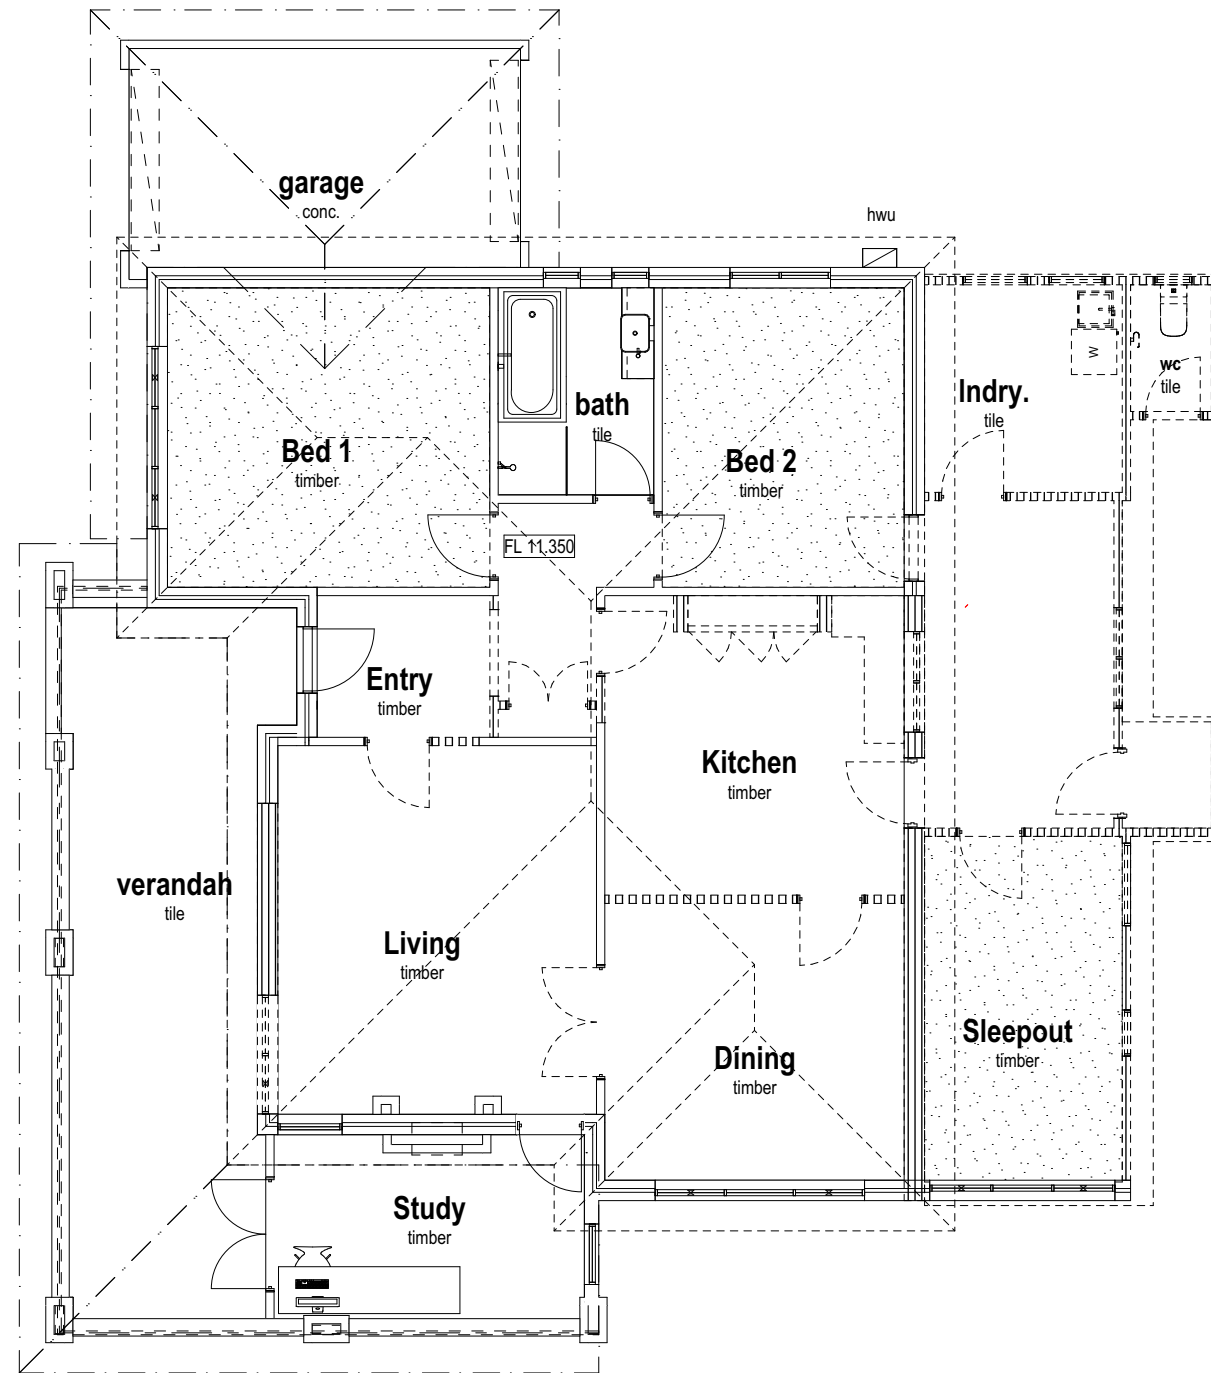 garage
conc.
hwu
W
wc
tile
lndry.
tile
bath
tile
Bed 1
timber
Bed 2
timber
FL 11.350
Entry
timber
Kitchen
timber
verandah
tile
Living
timber
Sleepout
timber
Dining
timber
Study
timber